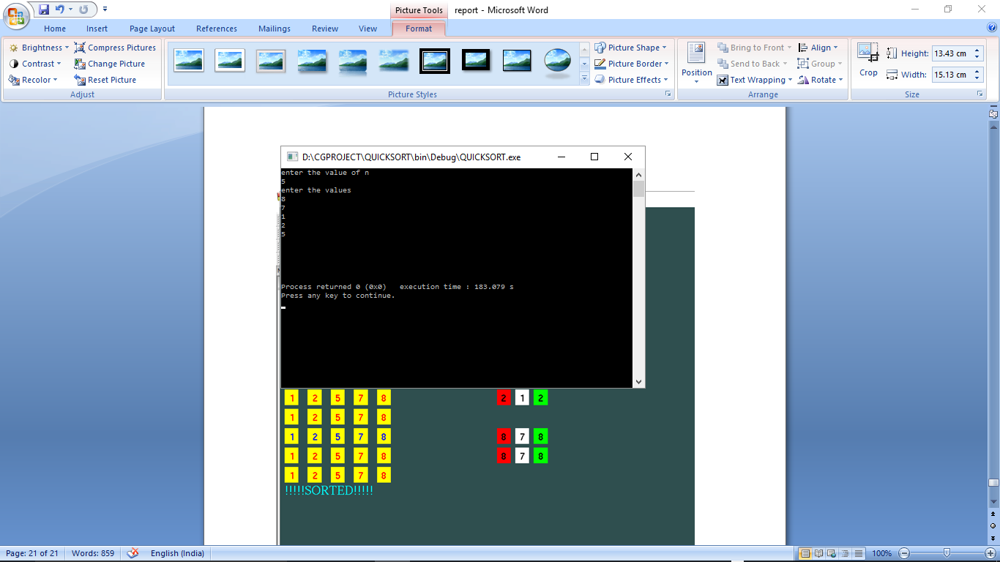 Picture Tools report - Microsoft Word
Home Insert Page Layout References Mailings Review View Format
Brightness Compress Pictures
Contrast Change Picture
Recolor Reset Picture
Adjust
Picture Shape
Picture Border
Picture Effects
Picture Styles
Position
Bring to Front Align
Send to Back Group
Text Wrapping Rotate
Arrange
Crop
Height: 13.43 cm
Width: 15.13 cm
Size
D:\CGPROJECT\QUICKSORT\bin\Debug\QUICKSORT.exe
enter the value of n
5
enter the values
8
7
1
2
5
Process returned 0 (0x0) execution time : 183.079 s
Press any key to continue.
1 2 5 7 8 2 1 2
1 2 5 7 8
1 2 5 7 8 8 7 8
1 2 5 7 8 8 7 8
1 2 5 7 8
!!!!!SORTED!!!!!
Page: 21 of 21 Words: 859 English (India) 100%